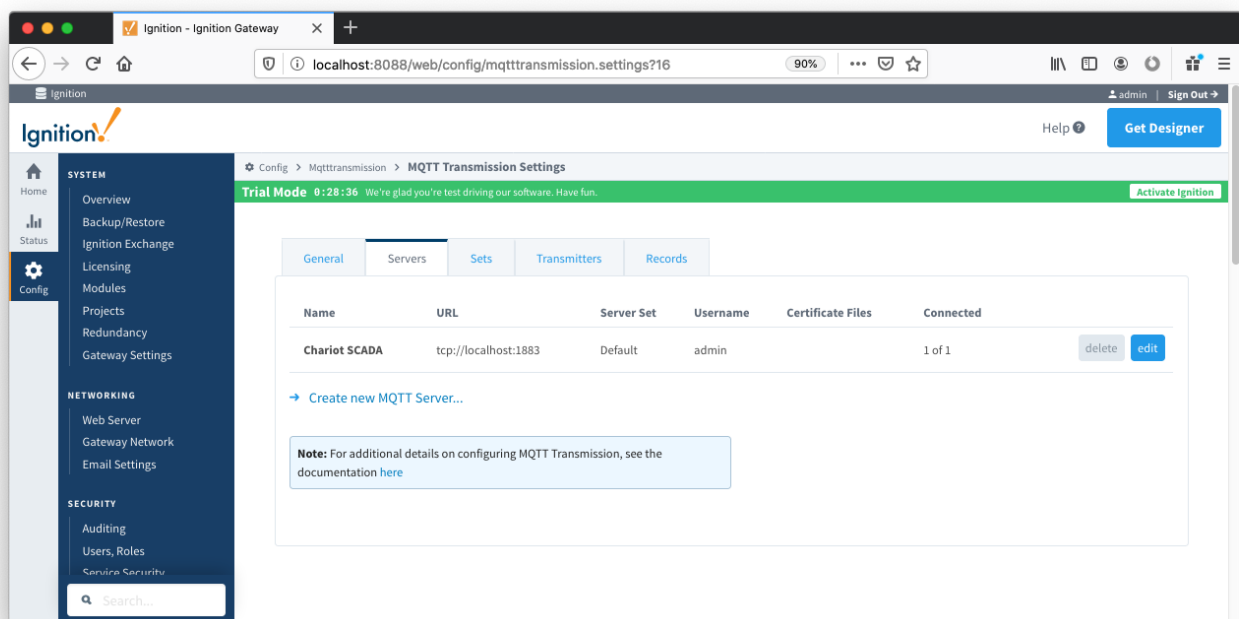 Ignition - Ignition Gateway
localhost:8088/web/config/mqtttransmission.settings?16
90%
Ignition
admin | Sign Out
Ignition!
Help
Get Designer
Config > Mqtttransmission > MQTT Transmission Settings
Trial Mode 0:28:36 We're glad you're test driving our software. Have fun.
Activate Ignition
Home
Status
Config
SYSTEM
Overview
Backup/Restore
Ignition Exchange
Licensing
Modules
Projects
Redundancy
Gateway Settings
NETWORKING
Web Server
Gateway Network
Email Settings
SECURITY
Auditing
Users, Roles
Service Security
Search...
General Servers Sets Transmitters Records
Name URL Server Set Username Certificate Files Connected
Chariot SCADA tcp://localhost:1883 Default admin 1 of 1 delete edit
Create new MQTT Server...
Note: For additional details on configuring MQTT Transmission, see the
documentation here